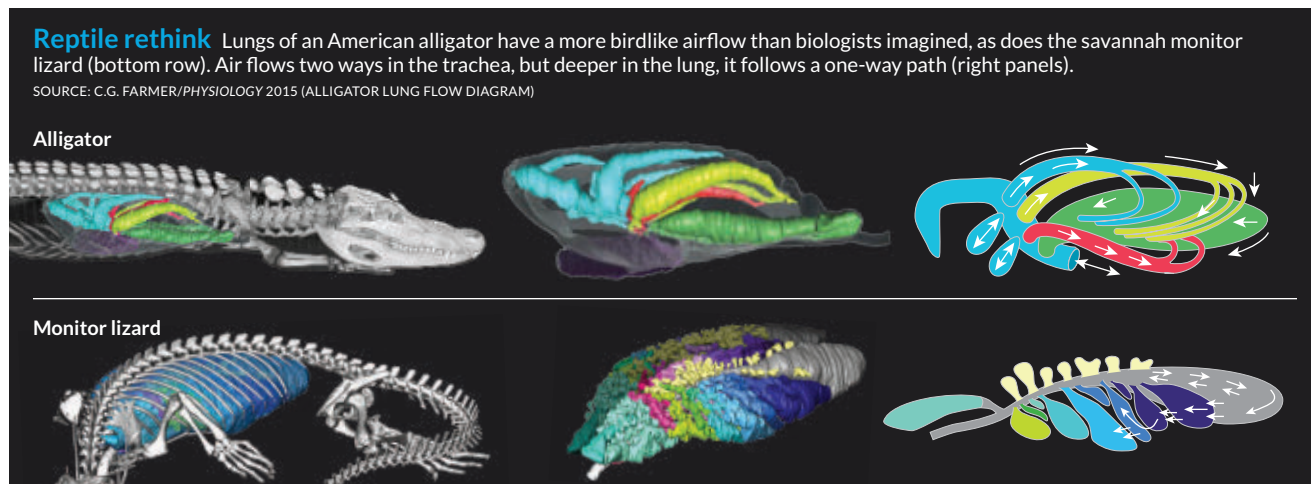 Reptile rethink Lungs of an American alligator have a more birdlike airflow than biologists imagined, as does the savannah monitor
lizard (bottom row). Air flows two ways in the trachea, but deeper in the lung, it follows a one-way path (right panels).
SOURCE: C.G. FARMER/PHYSIOLOGY 2015 (ALLIGATOR LUNG FLOW DIAGRAM)
Alligator
Monitor lizard